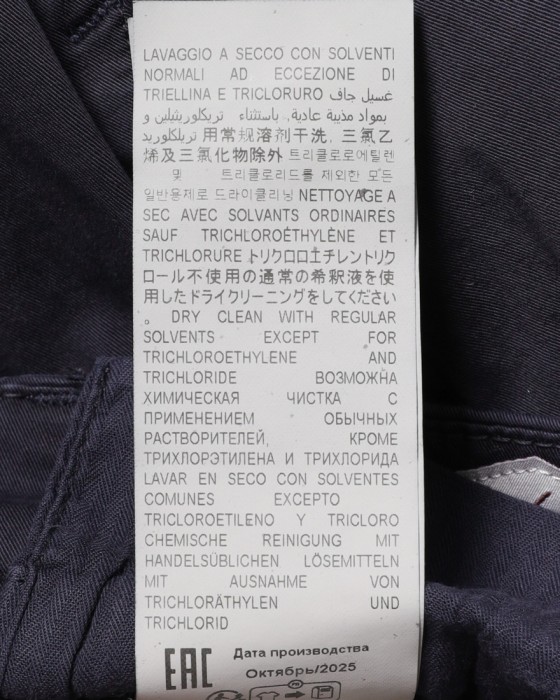 LAVAGGIO A SECCO CON SOLVENTI
NORMALI AD ECCEZIONE DI
TRIELLINA E TRICLORURO غسيل جاف
بمواد مذيبة عادية, باستثناء تريكلوريثيلين و
تريلكلوريد 用常规溶剂干洗, 三氯乙
烯及三氯化物除外 트리클로로에틸렌
및 트리클로리드를 제외한 모든
일반용제로 드라이클리닝 NETTOYAGE A
SEC AVEC SOLVANTS ORDINAIRES
SAUF TRICHLOROÉTHYLÈNE ET
TRICHLORURE トリクロロエチレントリク
ロール不使用の通常の希釈液を使
用したドライクリーニングをしてください
。 DRY CLEAN WITH REGULAR
SOLVENTS EXCEPT FOR
TRICHLOROETHYLENE AND
TRICHLORIDE ВОЗМОЖНА
ХИМИЧЕСКАЯ ЧИСТКА С
ПРИМЕНЕНИЕМ ОБЫЧНЫХ
РАСТВОРИТЕЛЕЙ, КРОМЕ
ТРИХЛОРЭТИЛЕНА И ТРИХЛОРИДА
LAVAR EN SECO CON SOLVENTES
COMUNES EXCEPTO
TRICLOROETILENO Y TRICLORO
CHEMISCHE REINIGUNG MIT
HANDELSÜBLICHEN LÖSEMITTELN
MIT AUSNAHME VON
TRICHLORÄTHYLEN UND
TRICHLORID
EAC Дата производства
Октябрь/2025